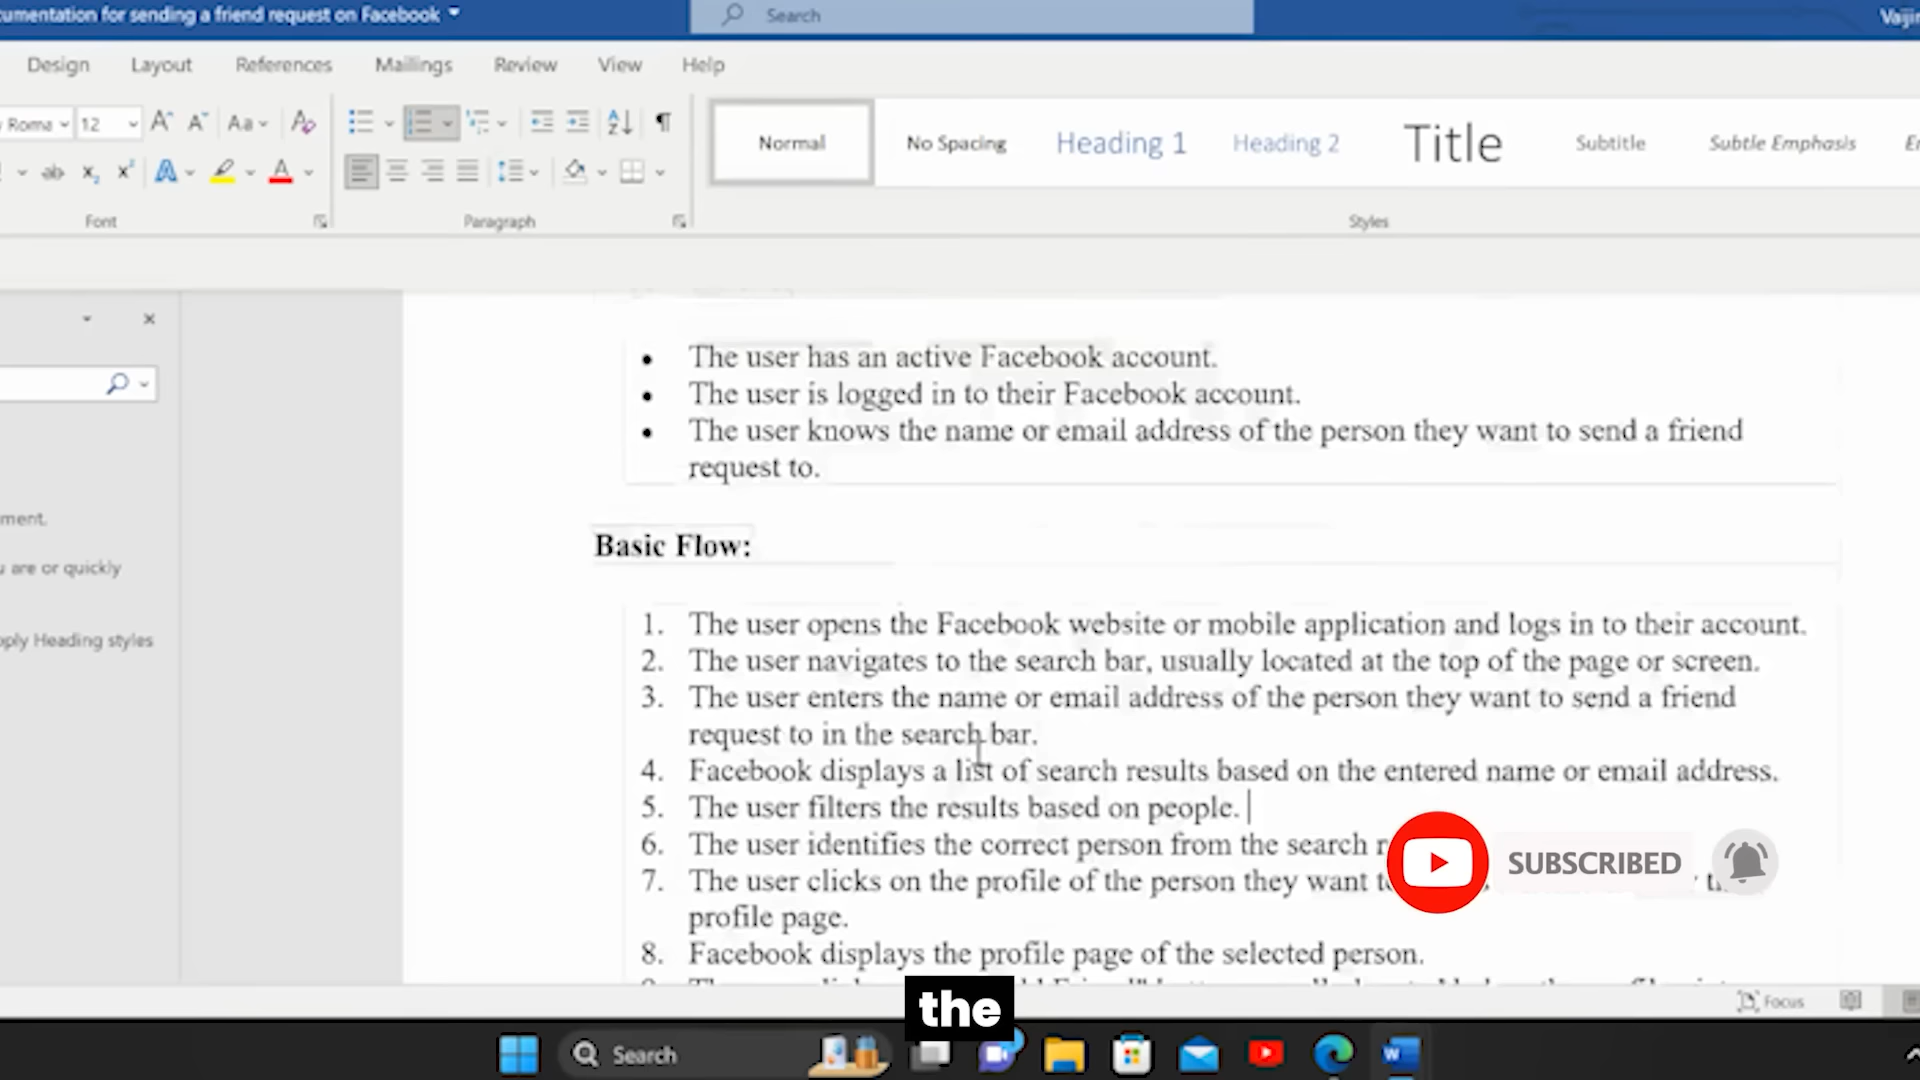 cumentation for sending a friend request on Facebook
Search
Vaijin
Design Layout References Mailings Review View Help
Roma 12 Aa
Normal No Spacing Heading 1 Heading 2 Title Subtitle Subtle Emphasis
Font Paragraph Styles
The user has an active Facebook account.
The user is logged in to their Facebook account.
The user knows the name or email address of the person they want to send a friend
request to.
ment.
u are or quickly
pply Heading styles
Basic Flow:
1. The user opens the Facebook website or mobile application and logs in to their account.
2. The user navigates to the search bar, usually located at the top of the page or screen.
3. The user enters the name or email address of the person they want to send a friend
request to in the search bar.
4. Facebook displays a list of search results based on the entered name or email address.
5. The user filters the results based on people.
6. The user identifies the correct person from the search
7. The user clicks on the profile of the person they want
profile page.
8. Facebook displays the profile page of the selected person.
SUBSCRIBED
the
Focus
Search